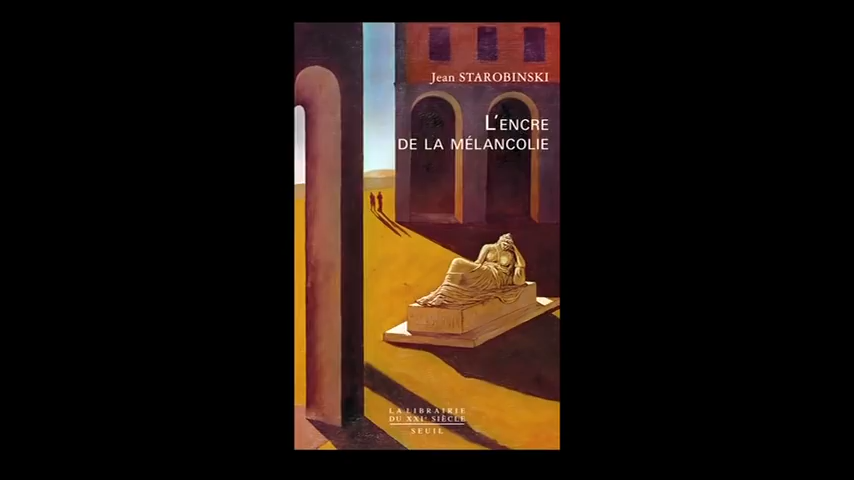 Jean STAROBINSKI
L'ENCRE
DE LA MÉLANCOLIE
LA LIBRAIRIE
DU XXIe SIÈCLE
SEUIL